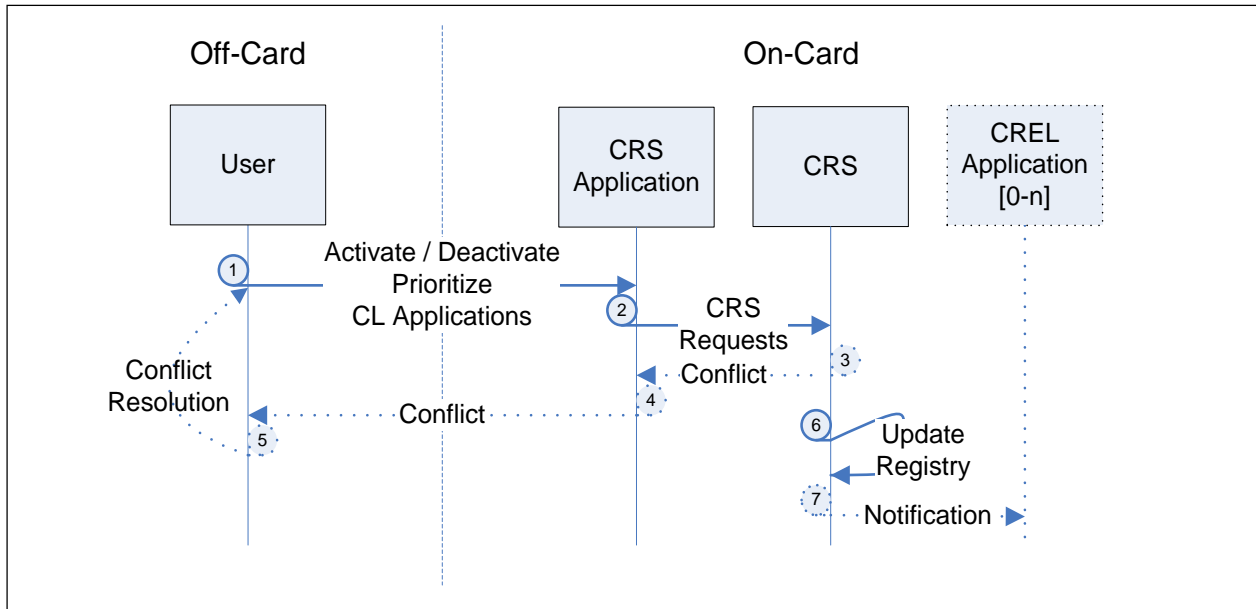 Off-Card
On-Card
User
CRS
Application
CRS
CREL
Application
[0-n]
1
Activate / Deactivate
Prioritize
CL Applications
2
CRS
Requests
3
Conflict
Conflict
Resolution
4
Conflict
5
6
Update
Registry
7
Notification